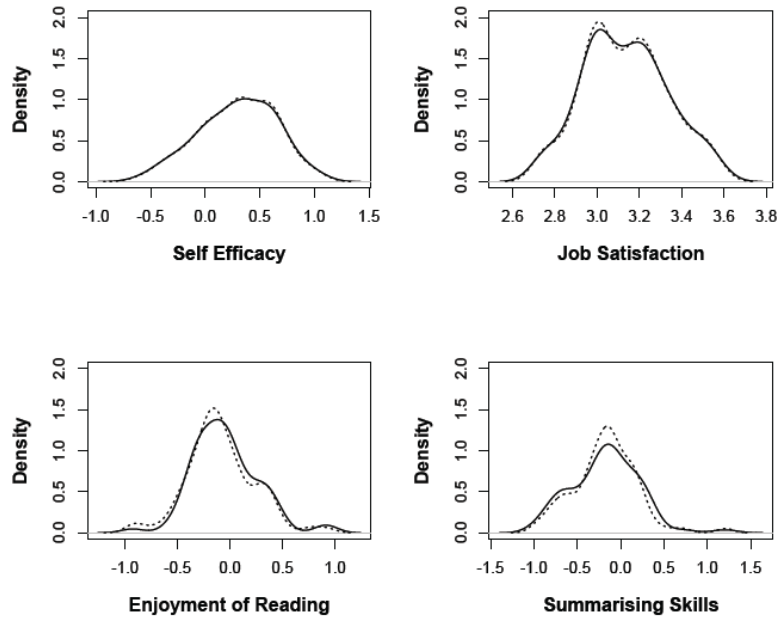 Density
0.0 0.5 1.0 1.5 2.0
-1.0 -0.5 0.0 0.5 1.0 1.5
Self Efficacy
Density
0.0 0.5 1.0 1.5 2.0
2.6 2.8 3.0 3.2 3.4 3.6 3.8
Job Satisfaction
Density
0.0 0.5 1.0 1.5 2.0
-1.0 -0.5 0.0 0.5 1.0
Enjoyment of Reading
Density
0.0 0.5 1.0 1.5 2.0
-1.5 -1.0 -0.5 0.0 0.5 1.0 1.5
Summarising Skills